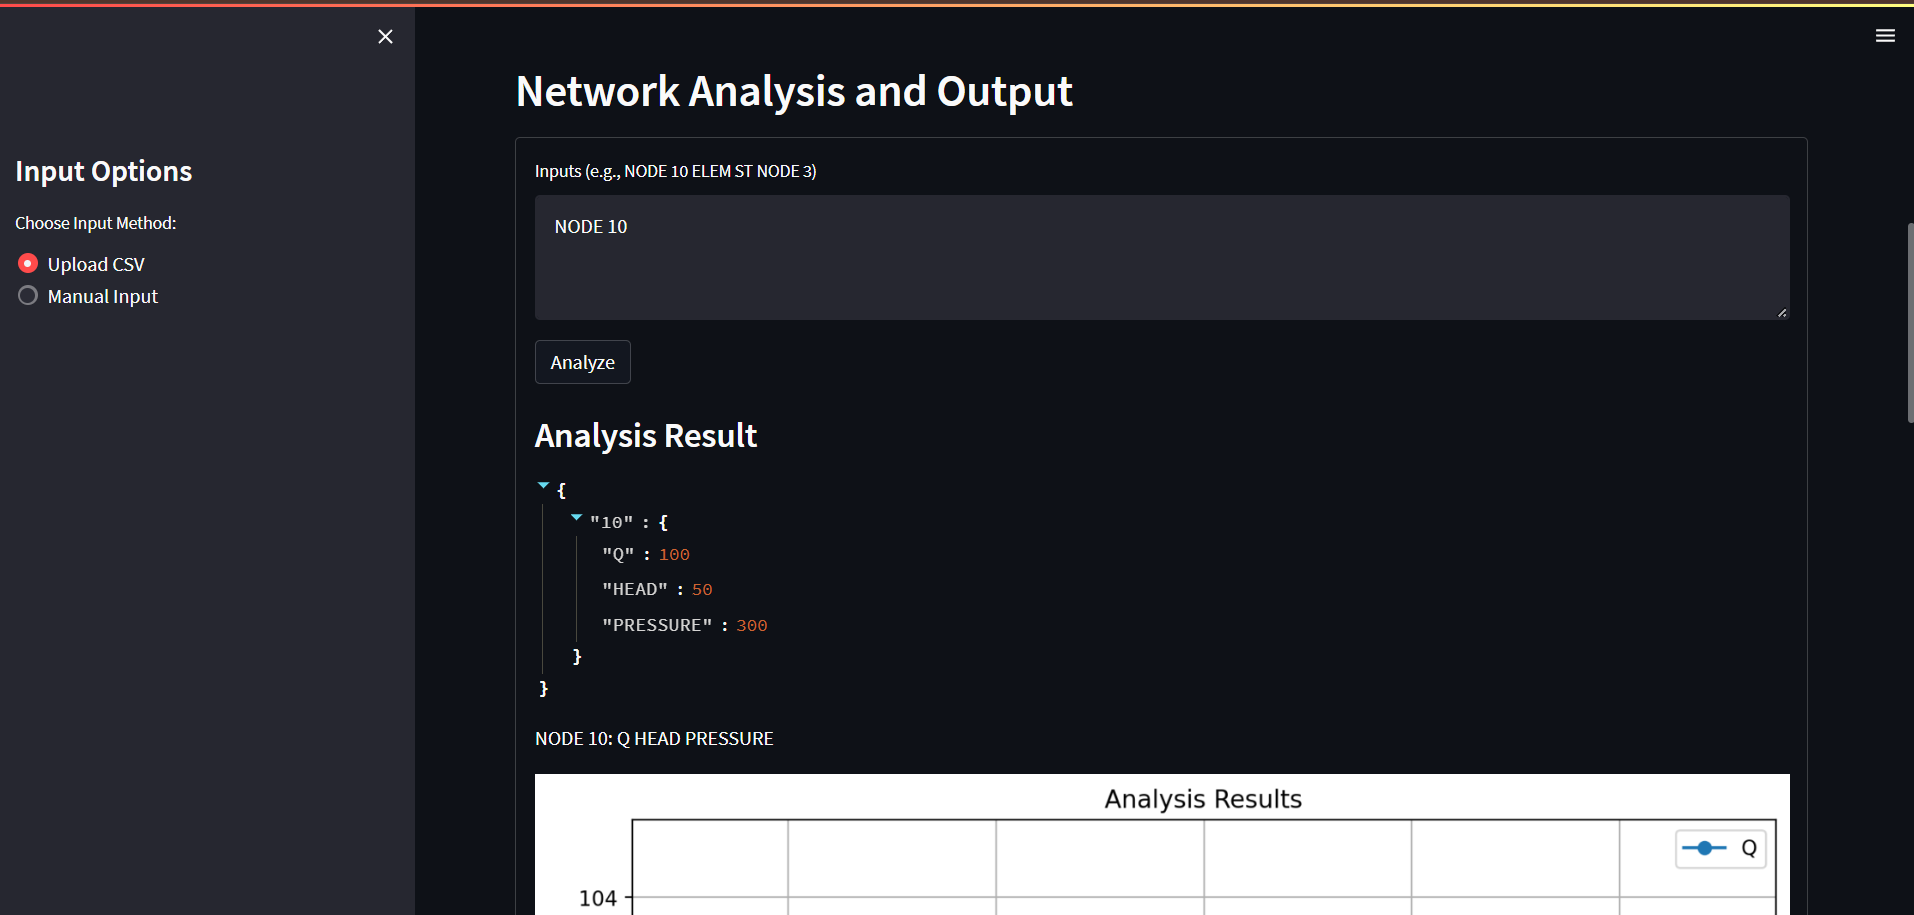 Input Options
Choose Input Method:
Upload CSV
Manual Input
Network Analysis and Output
Inputs (e.g., NODE 10 ELEM ST NODE 3)
NODE 10
Analyze
Analysis Result
{
"10" : {
"Q" : 100
"HEAD" : 50
"PRESSURE" : 300
}
}
NODE 10: Q HEAD PRESSURE
Analysis Results
Q
104